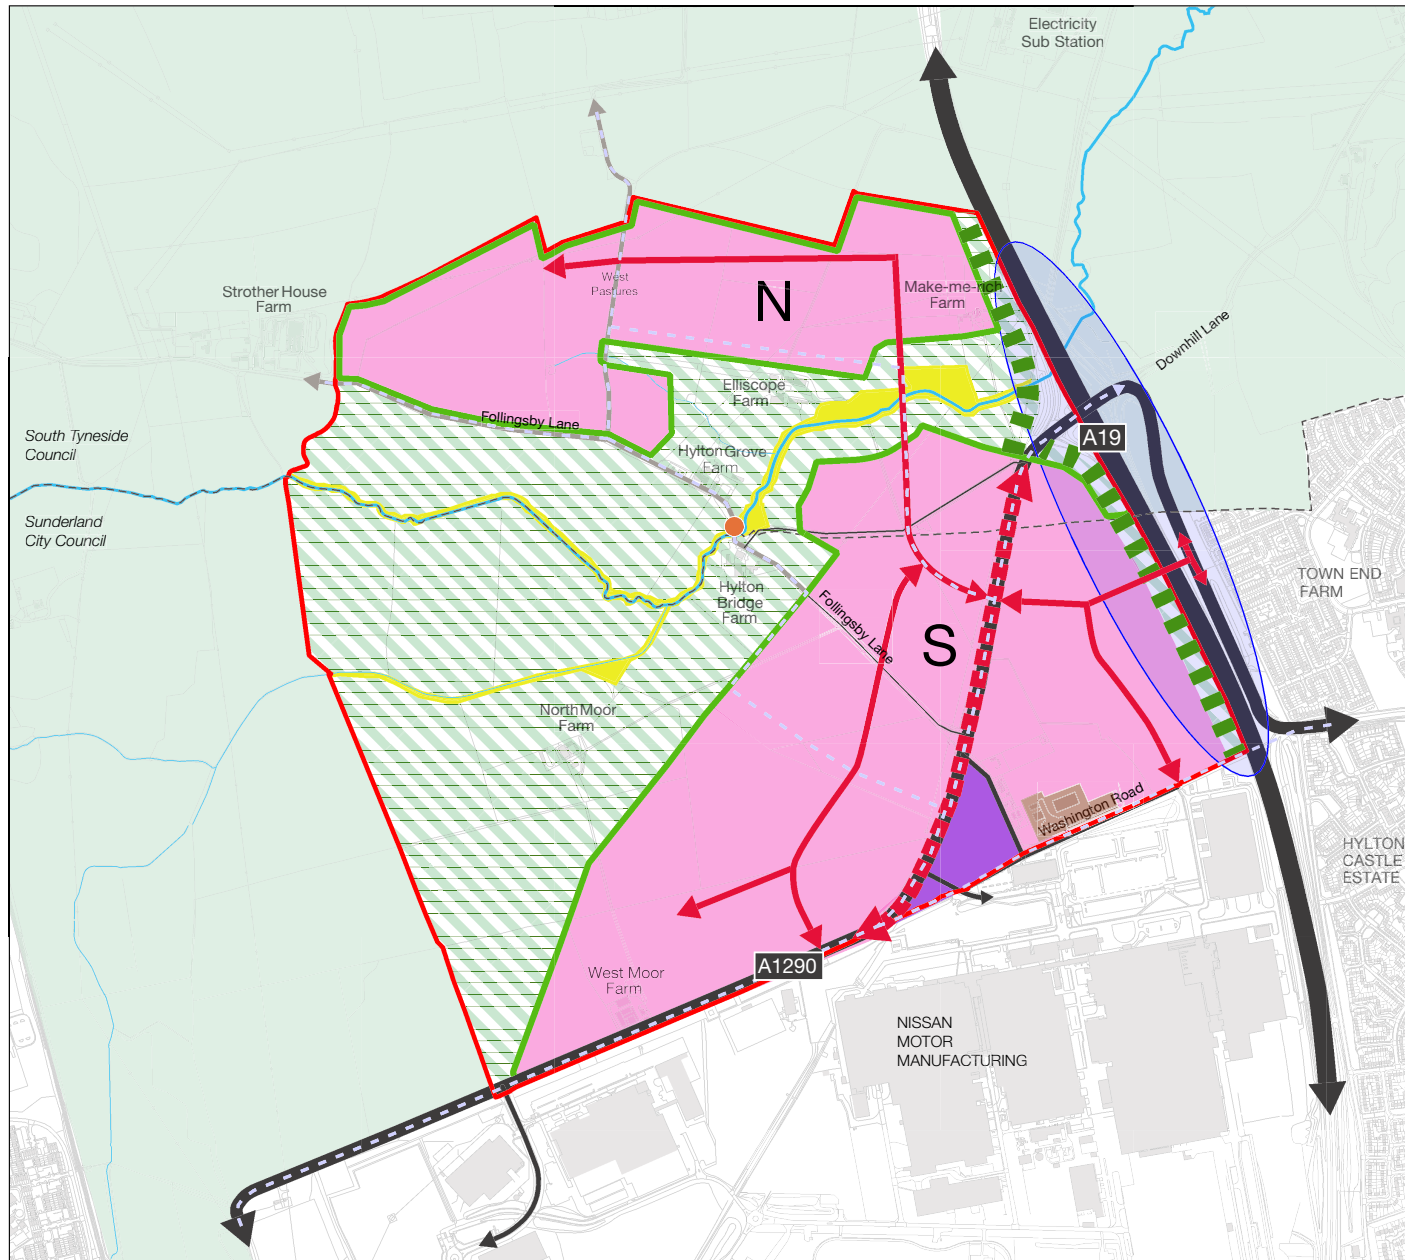 Electricity
Sub Station
Strother House
Farm
West
Pastures
N
Make-me-rich
Farm
Downhill Lane
Elliscope
Farm
Follingsby Lane
A19
South Tyneside
Council
Hylton Grove
Farm
Sunderland
City Council
TOWN END
FARM
Hylton
Bridge
Farm
Follingsby Lane
S
North Moor
Farm
Washington Road
HYLTON
CASTLE
ESTATE
West Moor
Farm
A1290
NISSAN
MOTOR
MANUFACTURING